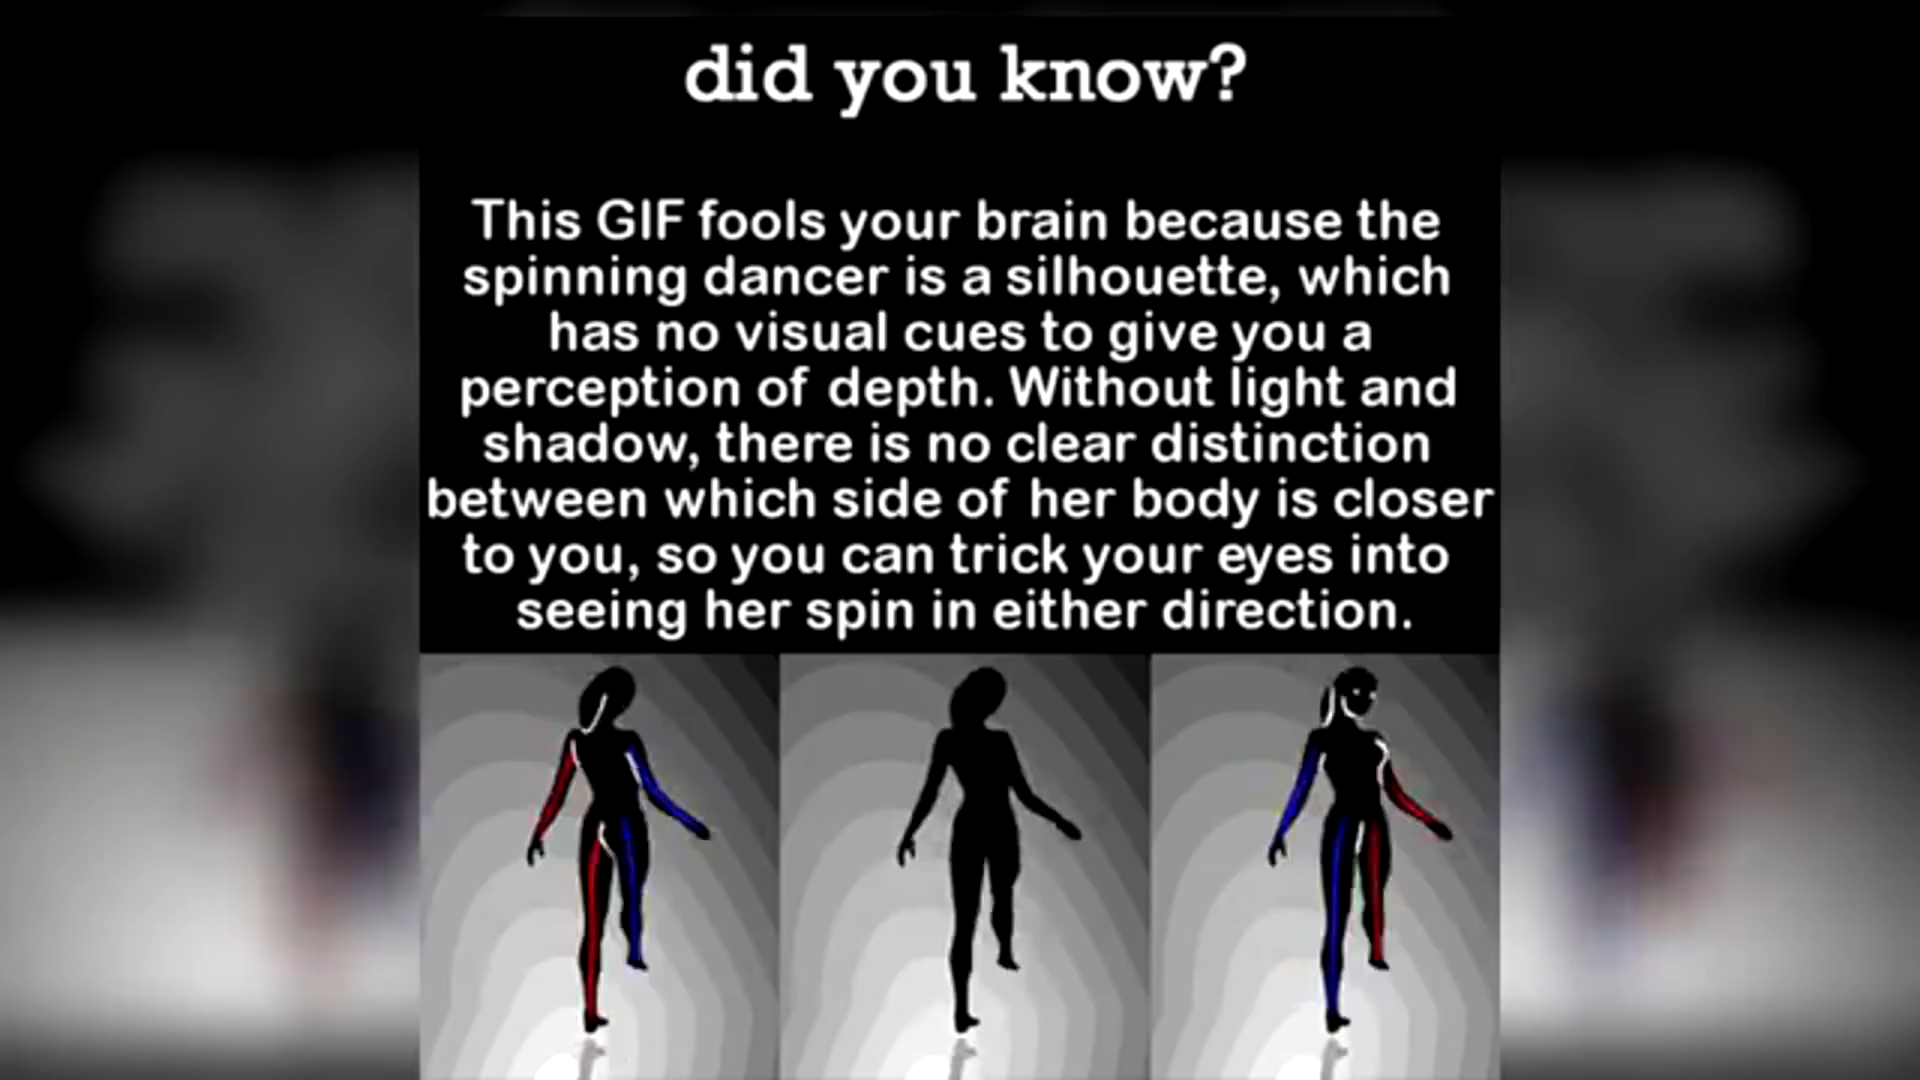 did you know?
This GIF fools your brain because the
spinning dancer is a silhouette, which
has no visual cues to give you a
perception of depth. Without light and
shadow, there is no clear distinction
between which side of her body is closer
to you, so you can trick your eyes into
seeing her spin in either direction.